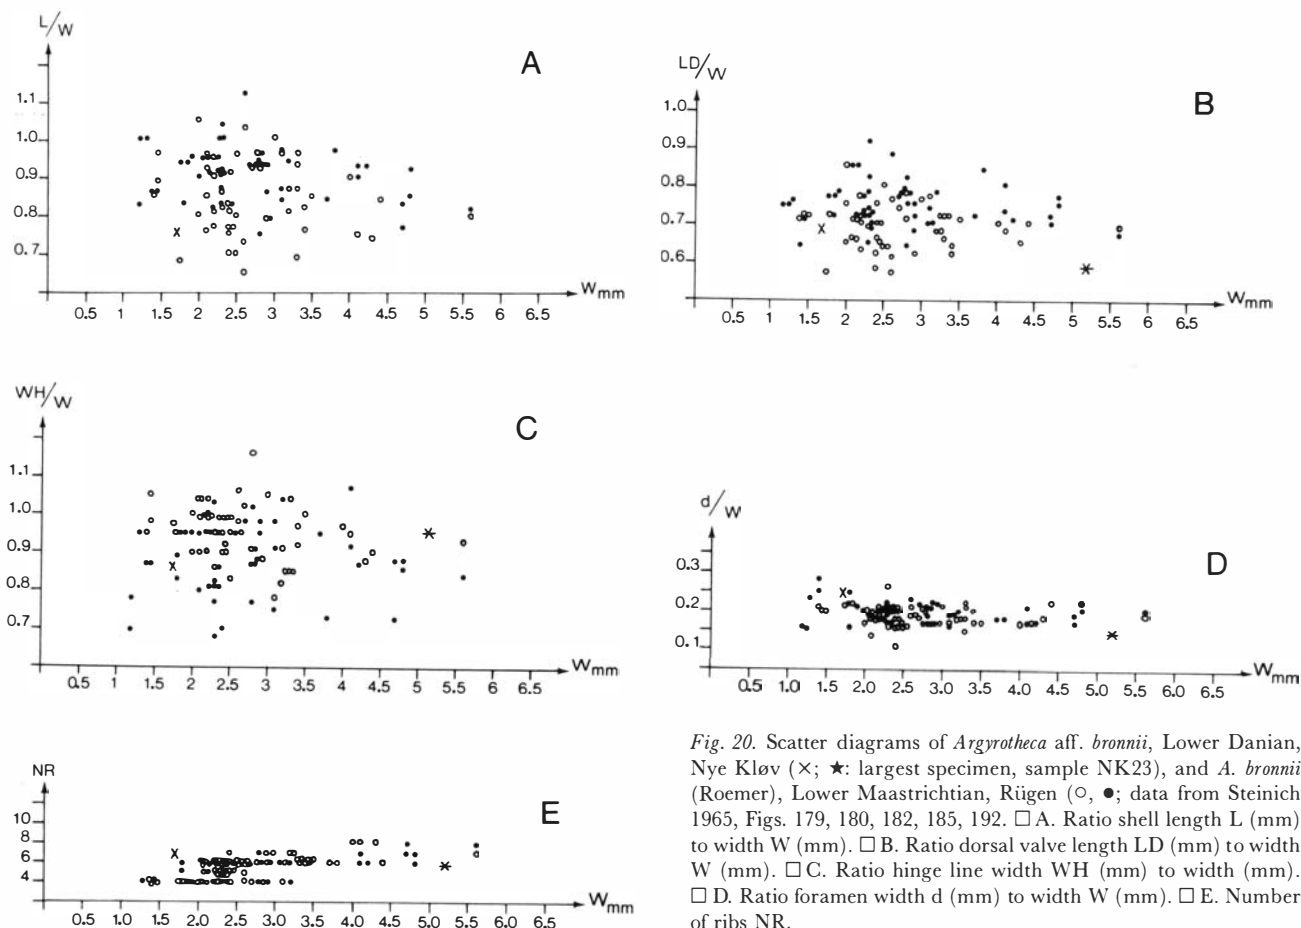 L/W
A
1.1
1.0
0.9
0.8
0.7
0.5 1 1.5 2 2.5 3 3.5 4 4.5 5 5.5 6 6.5
Wmm
LD/W
B
1.0
0.9
0.8
0.7
0.6
0.5 1 1.5 2 2.5 3 3.5 4 4.5 5 5.5 6 6.5
Wmm
WH/W
C
1.1
1.0
0.9
0.8
0.7
0.5 1 1.5 2 2.5 3 3.5 4 4.5 5 5.5 6 6.5
Wmm
d/W
D
0.3
0.2
0.1
0.5 1.0 1.5 2.0 2.5 3.0 3.5 4.0 4.5 5.0 5.5 6.0 6.5
Wmm
NR
E
10
8
6
4
0.5 1.0 1.5 2.0 2.5 3.0 3.5 4.0 4.5 5.0 5.5 6.0 6.5
Wmm
Fig. 20. Scatter diagrams of Argyrotheca aff. bronnii, Lower Danian,
Nye Kløv (×; ★: largest specimen, sample NK23), and A. bronnii
(Roemer), Lower Maastrichtian, Rügen (○, ●; data from Steinich
1965, Figs. 179, 180, 182, 185, 192. □ A. Ratio shell length L (mm)
to width W (mm). □ B. Ratio dorsal valve length LD (mm) to width
W (mm). □ C. Ratio hinge line width WH (mm) to width (mm).
□ D. Ratio foramen width d (mm) to width W (mm). □ E. Number
of ribs NR.